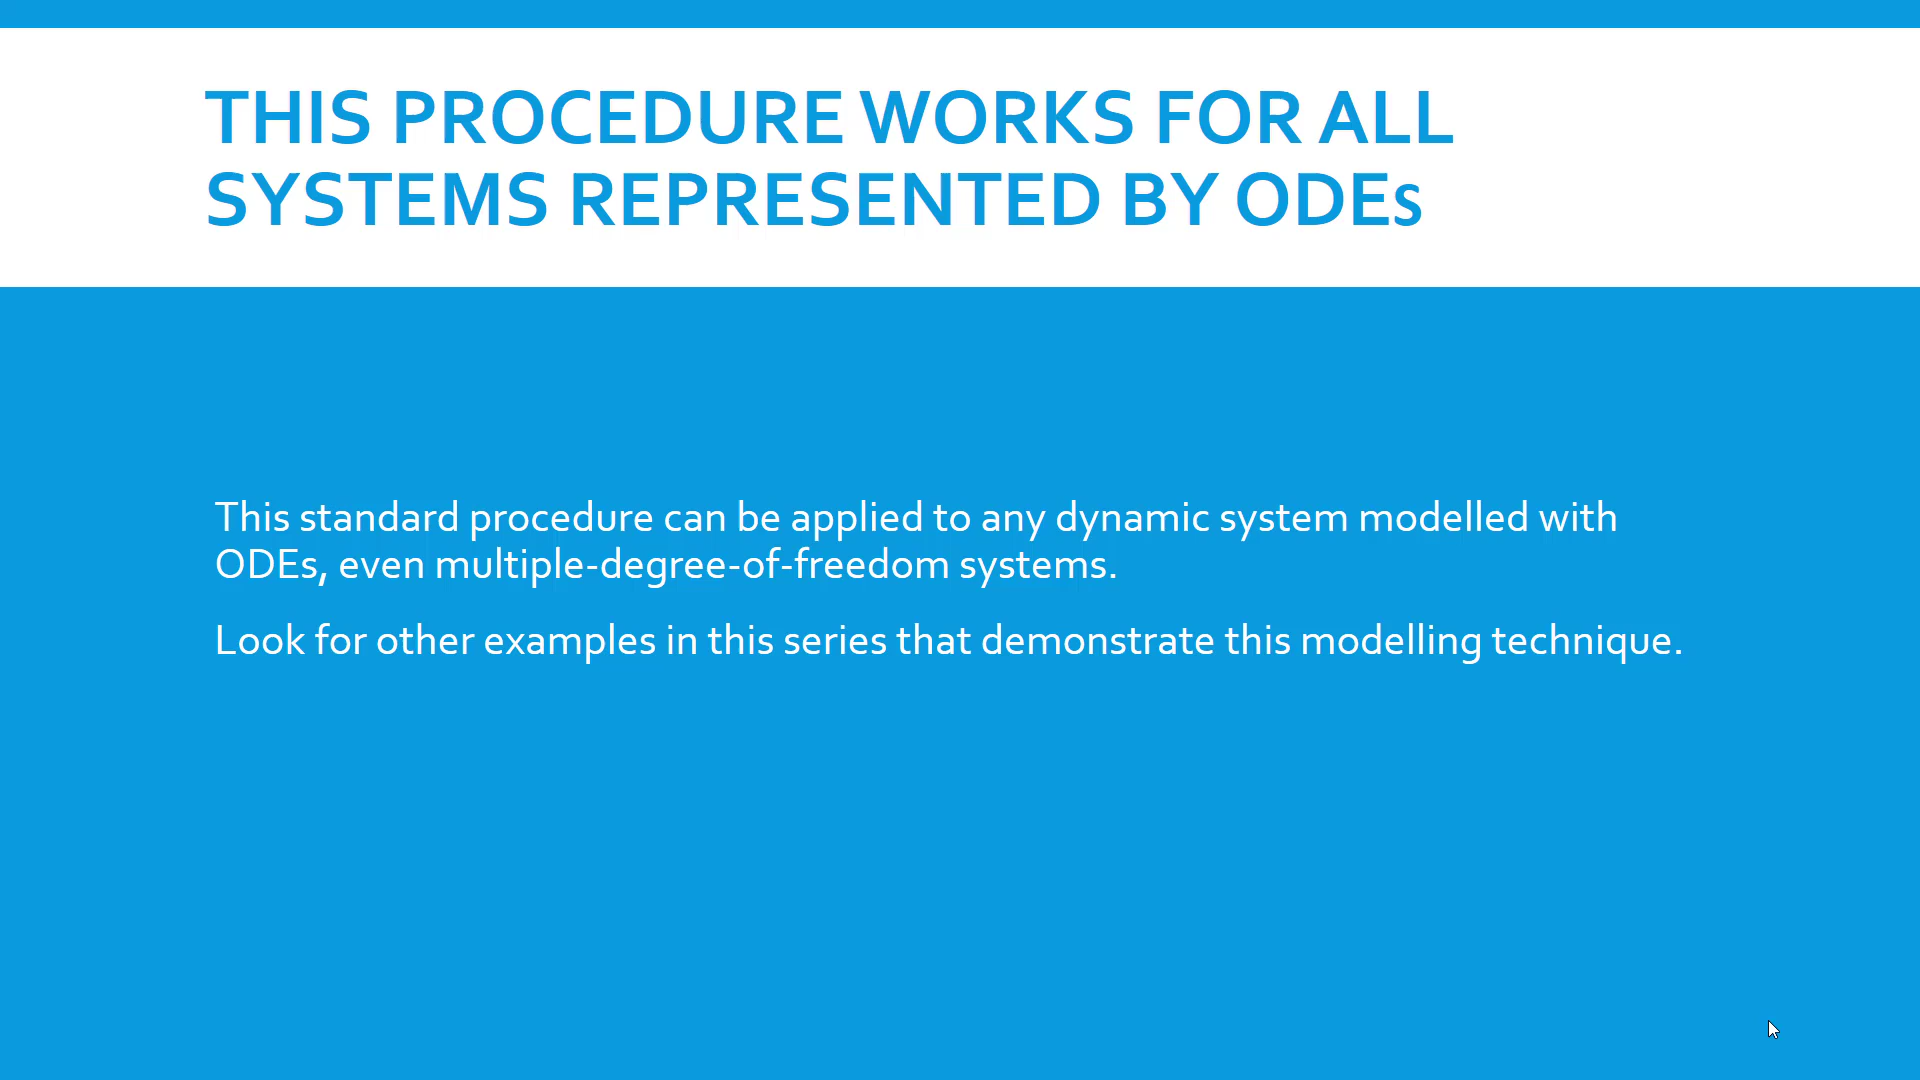 THIS PROCEDURE WORKS FOR ALL
SYSTEMS REPRESENTED BY ODEs
This standard procedure can be applied to any dynamic system modelled with
ODEs, even multiple-degree-of-freedom systems.
Look for other examples in this series that demonstrate this modelling technique.